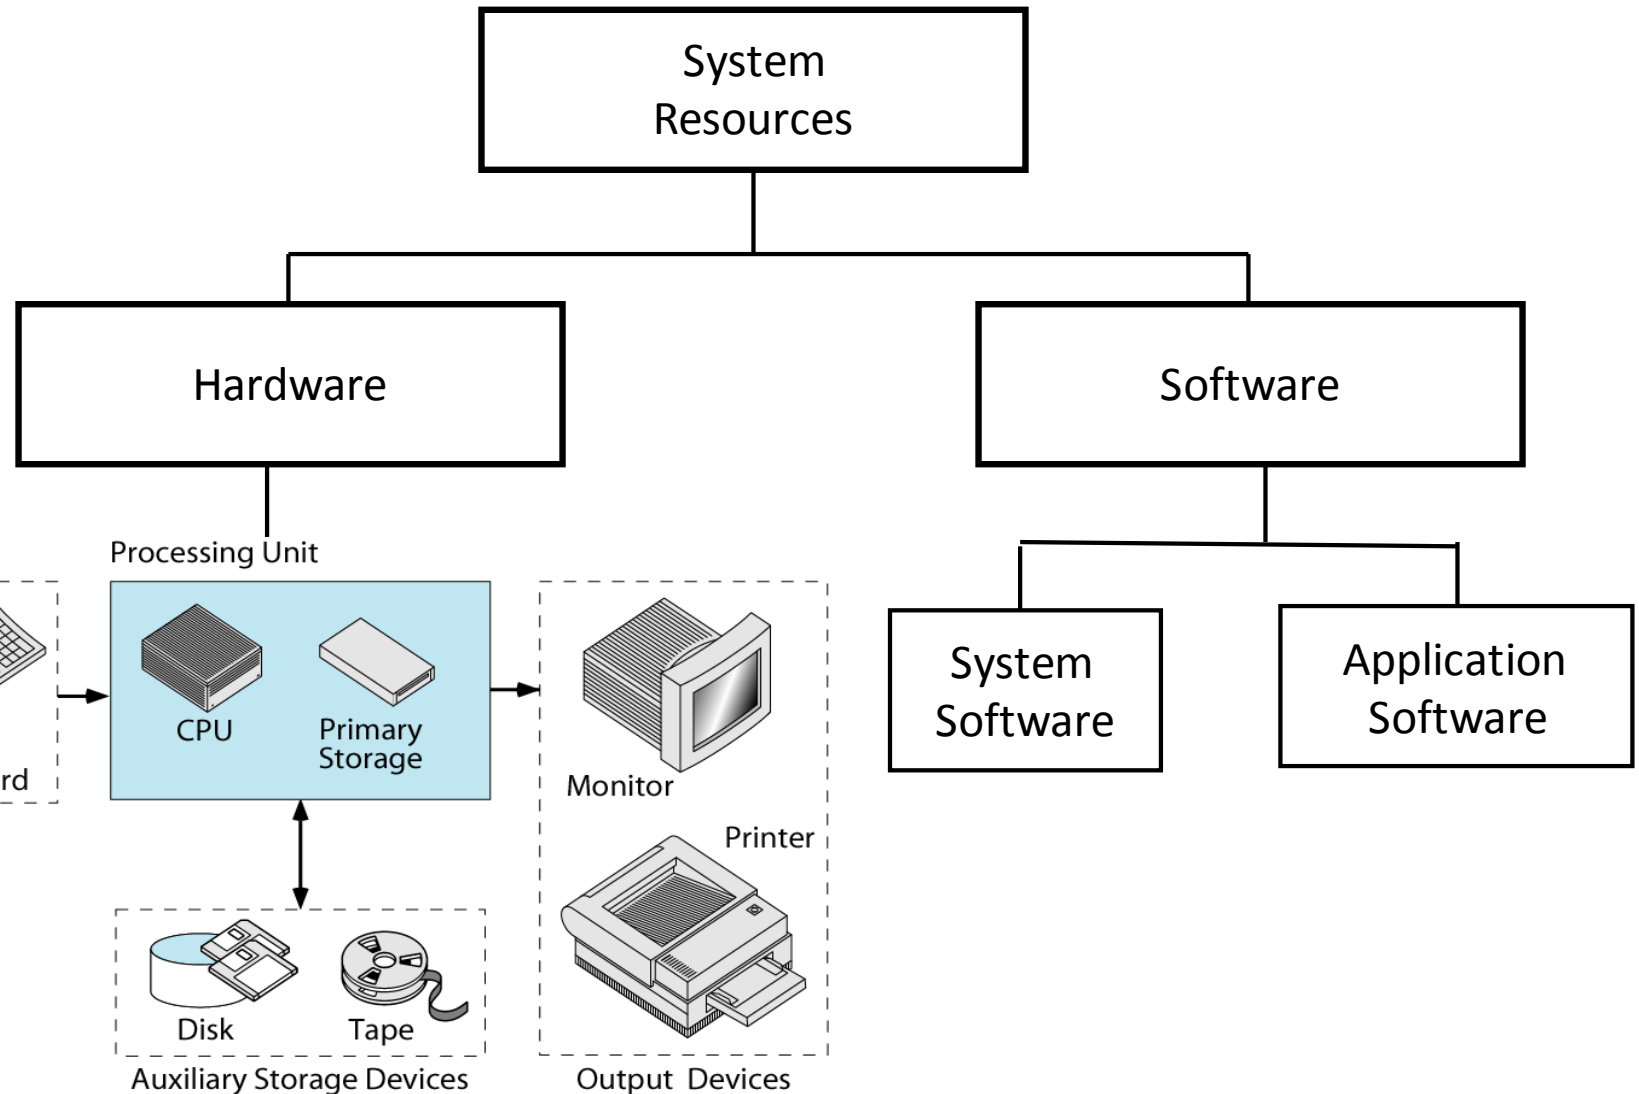 System
Resources
Hardware
Software
Processing Unit
CPU
Primary
Storage
rd
Monitor
Printer
Disk
Tape
Auxiliary Storage Devices
Output Devices
System
Software
Application
Software